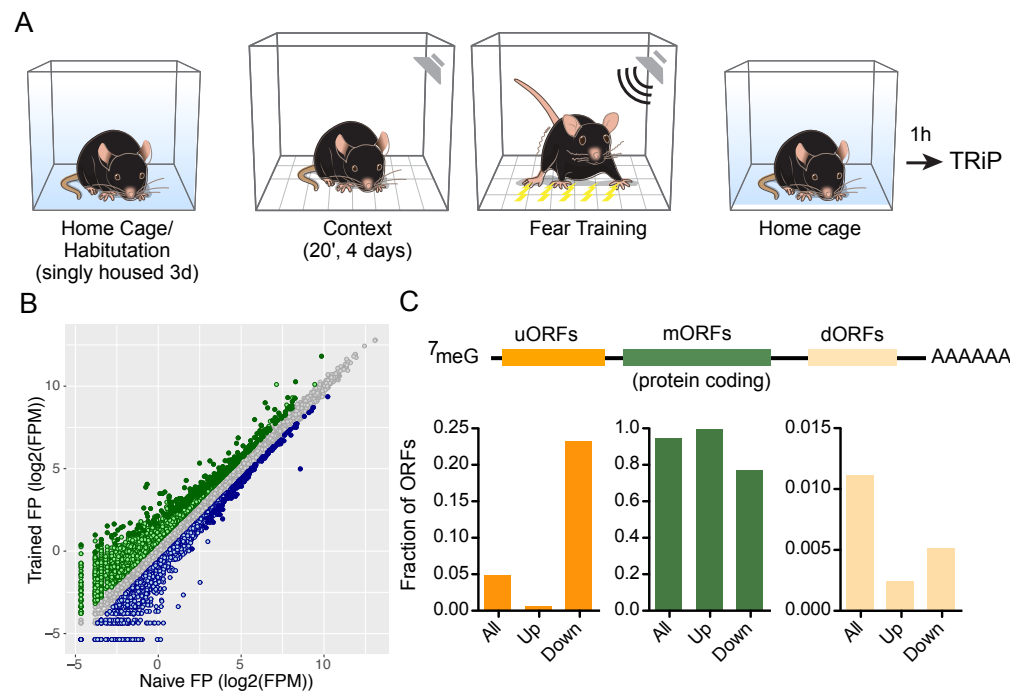 A
Home Cage/
Habitutation
(singly housed 3d)
Context
(20', 4 days)
Fear Training
Home cage
1h
TRiP
B
Trained FP (log2(FPM))
10
5
0
−5
−5
0
5
10
Naive FP (log2(FPM))
C
uORFs
mORFs
dORFs
7meG
AAAAAA
(protein coding)
Fraction of ORFs
0.25
0.20
0.15
0.10
0.05
0.00
All
Up
Down
1.0
0.8
0.6
0.4
0.2
0.0
All
Up
Down
0.015
0.010
0.005
0.000
All
Up
Down